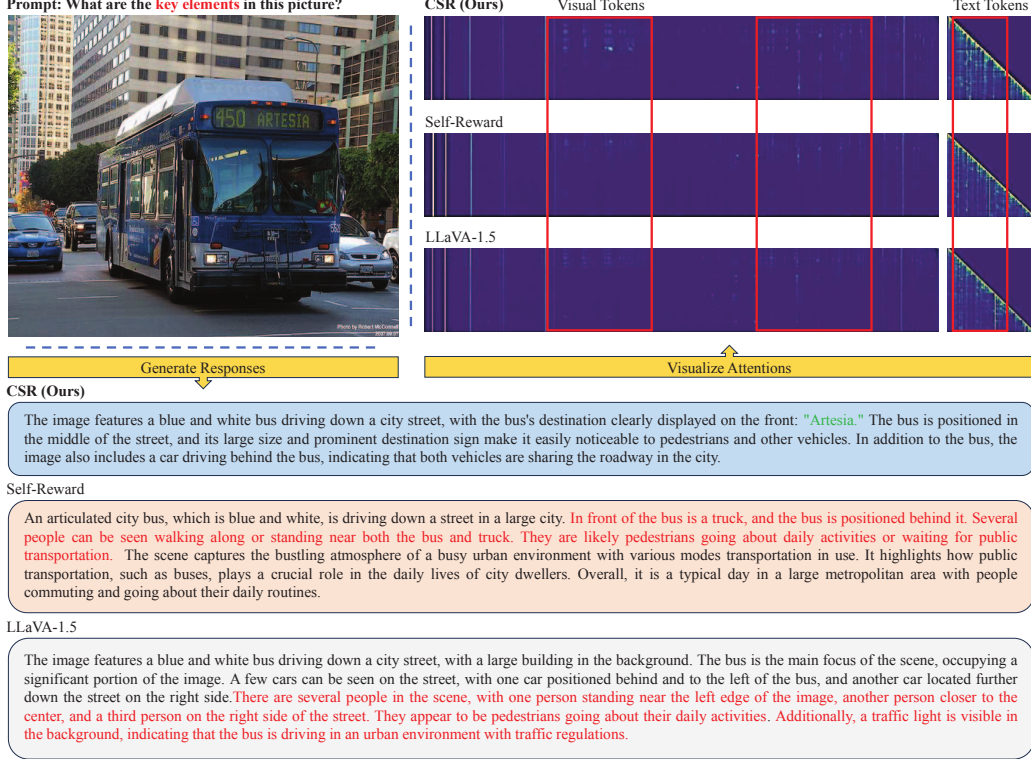 Prompt: What are the key elements in this picture?
CSR (Ours)
Visual Tokens
Text Tokens
450 ARTESIA
Express
Photo by Robert McConnell
2007.09.07
Self-Reward
LLaVA-1.5
Generate Responses
Visualize Attentions
CSR (Ours)
The image features a blue and white bus driving down a city street, with the bus's destination clearly displayed on the front: "Artesia." The bus is positioned in
the middle of the street, and its large size and prominent destination sign make it easily noticeable to pedestrians and other vehicles. In addition to the bus, the
image also includes a car driving behind the bus, indicating that both vehicles are sharing the roadway in the city.
Self-Reward
An articulated city bus, which is blue and white, is driving down a street in a large city. In front of the bus is a truck, and the bus is positioned behind it. Several
people can be seen walking along or standing near both the bus and truck. They are likely pedestrians going about daily activities or waiting for public
transportation. The scene captures the bustling atmosphere of a busy urban environment with various modes transportation in use. It highlights how public
transportation, such as buses, plays a crucial role in the daily lives of city dwellers. Overall, it is a typical day in a large metropolitan area with people
commuting and going about their daily routines.
LLaVA-1.5
The image features a blue and white bus driving down a city street, with a large building in the background. The bus is the main focus of the scene, occupying a
significant portion of the image. A few cars can be seen on the street, with one car positioned behind and to the left of the bus, and another car located further
down the street on the right side.There are several people in the scene, with one person standing near the left edge of the image, another person closer to the
center, and a third person on the right side of the street. They appear to be pedestrians going about their daily activities. Additionally, a traffic light is visible in
the background, indicating that the bus is driving in an urban environment with traffic regulations.